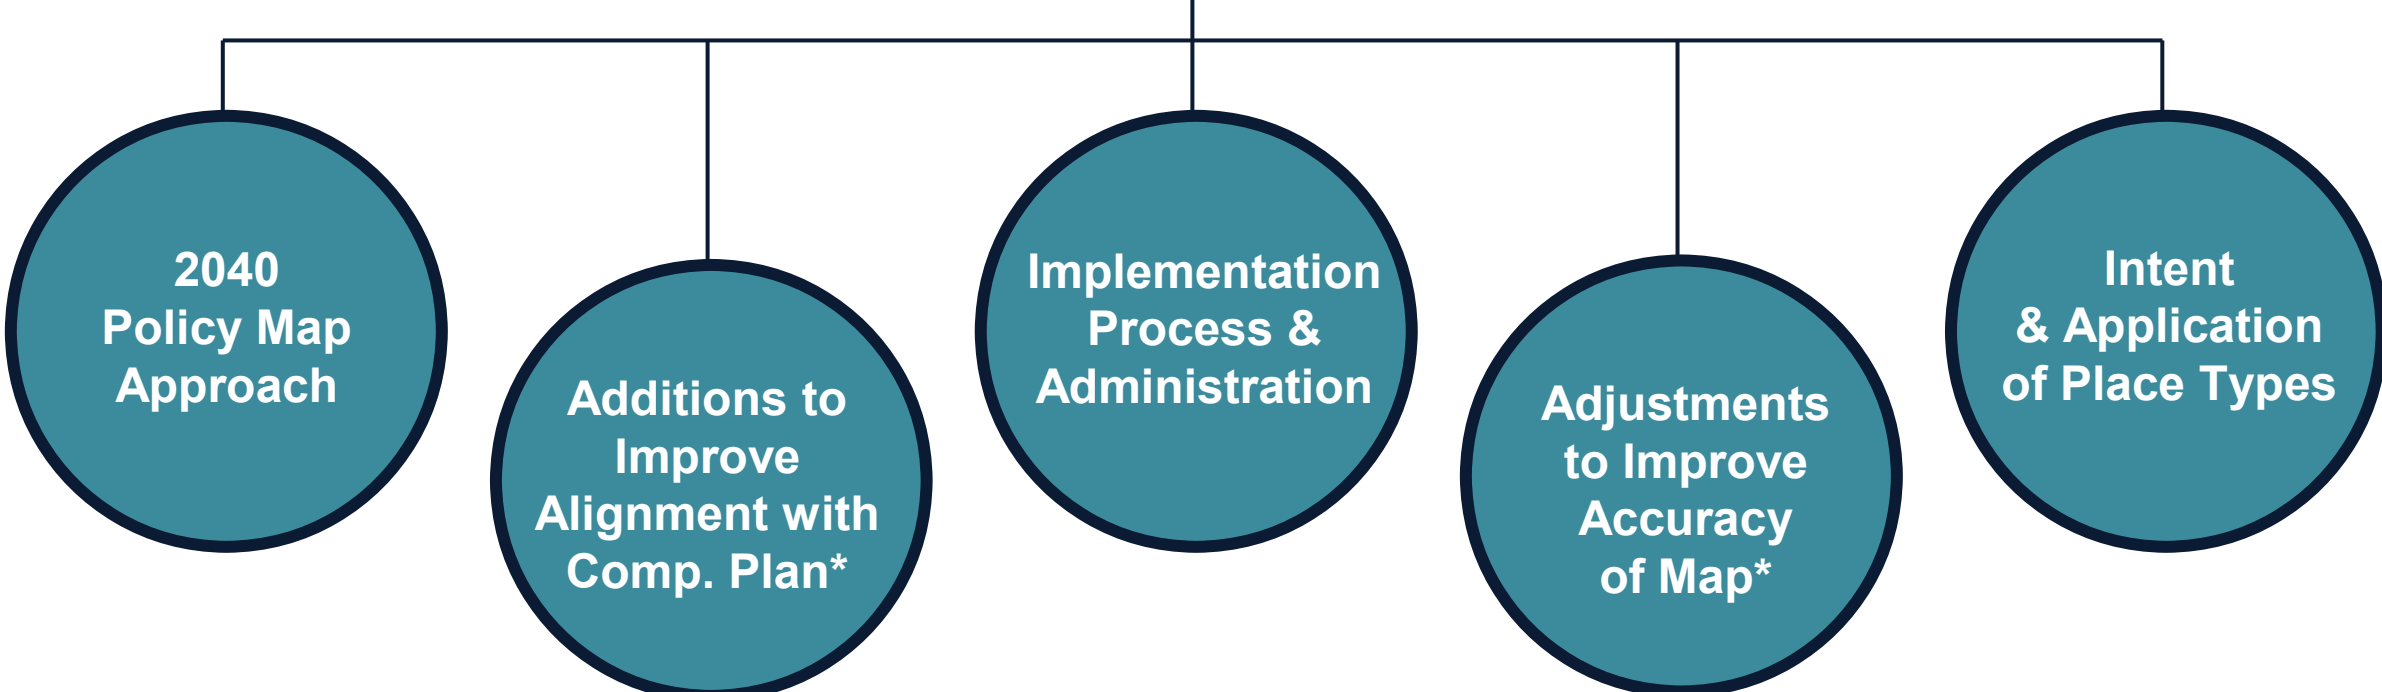 2040
Policy Map
Approach
Additions to
Improve
Alignment with
Comp. Plan*
Implementation
Process &
Administration
Adjustments
to Improve
Accuracy
of Map*
Intent
& Application
of Place Types